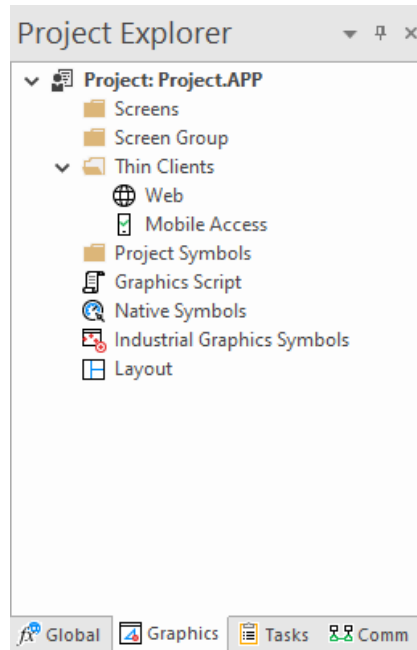 Project Explorer
Project: Project.APP
Screens
Screen Group
Thin Clients
Web
Mobile Access
Project Symbols
Graphics Script
Native Symbols
Industrial Graphics Symbols
Layout
fx Global Graphics Tasks Comm